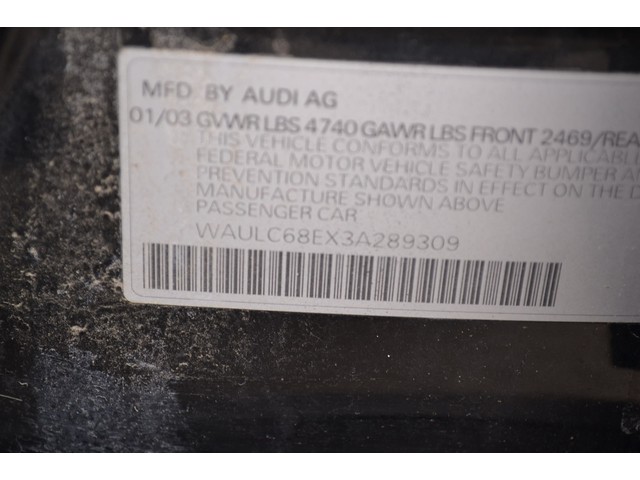 MFD BY AUDI AG
01/03 GVWR LBS 4740 GAWR LBS FRONT 2469/REA
THIS VEHICLE CONFORMS TO ALL APPLICABL
FEDERAL MOTOR VEHICLE SAFETY BUMPER A
PREVENTION STANDARDS IN EFFECT ON THE D
MANUFACTURE SHOWN ABOVE
PASSENGER CAR
WAULC68EX3A289309